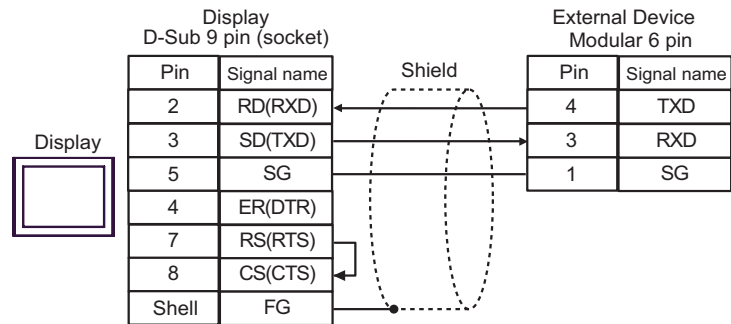 Display
D-Sub 9 pin (socket)
External Device
Modular 6 pin
Pin Signal name Shield Pin Signal name
2 RD(RXD) 4 TXD
Display 3 SD(TXD) 3 RXD
5 SG 1 SG
4 ER(DTR)
7 RS(RTS)
8 CS(CTS)
Shell FG